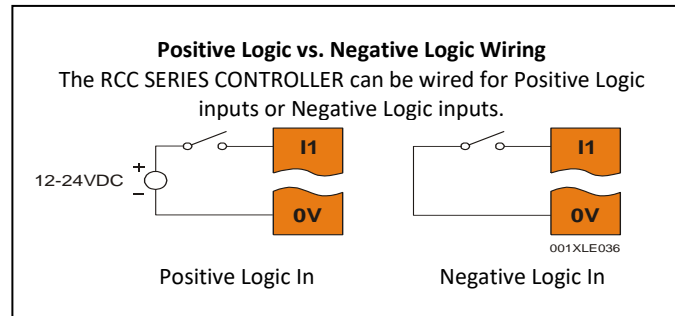 Positive Logic vs. Negative Logic Wiring
The RCC SERIES CONTROLLER can be wired for Positive Logic
inputs or Negative Logic inputs.
I1
12-24VDC
+
−
0V
Positive Logic In
I1
0V
001XLE036
Negative Logic In